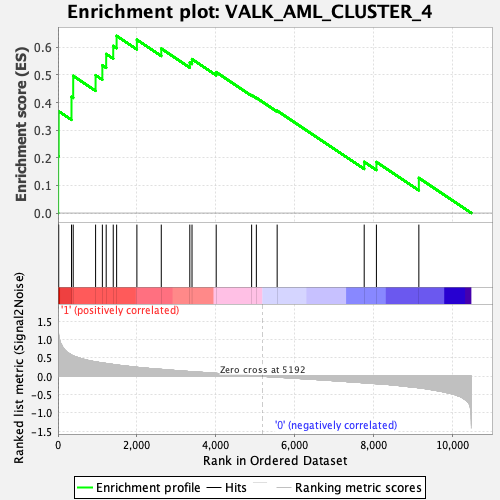 Enrichment plot: VALK_AML_CLUSTER_4
Enrichment score (ES)
0.6
0.5
0.4
0.3
0.2
0.1
0.0
'1' (positively correlated)
Ranked list metric (Signal2Noise)
1.5
1.0
0.5
0.0
-0.5
-1.0
-1.5
Zero cross at 5192
'0' (negatively correlated)
0
2,000
4,000
6,000
8,000
10,000
Rank in Ordered Dataset
Enrichment profile
Hits
Ranking metric scores